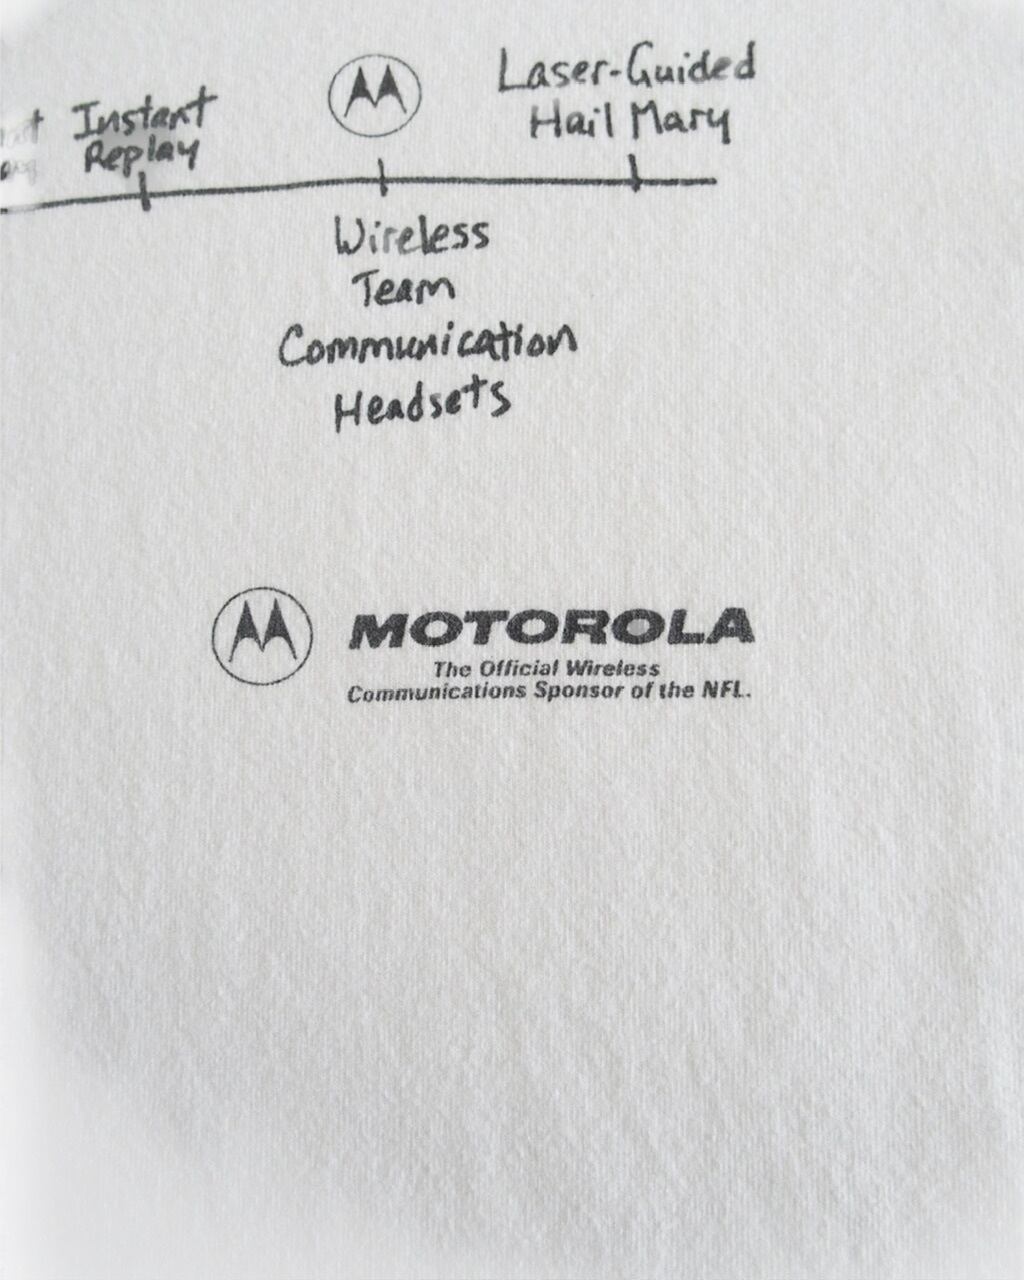 Instant
Replay
Laser-Guided
Hail Mary
Wireless
Team
Communication
Headsets
MOTOROLA
The Official Wireless
Communications Sponsor of the NFL.